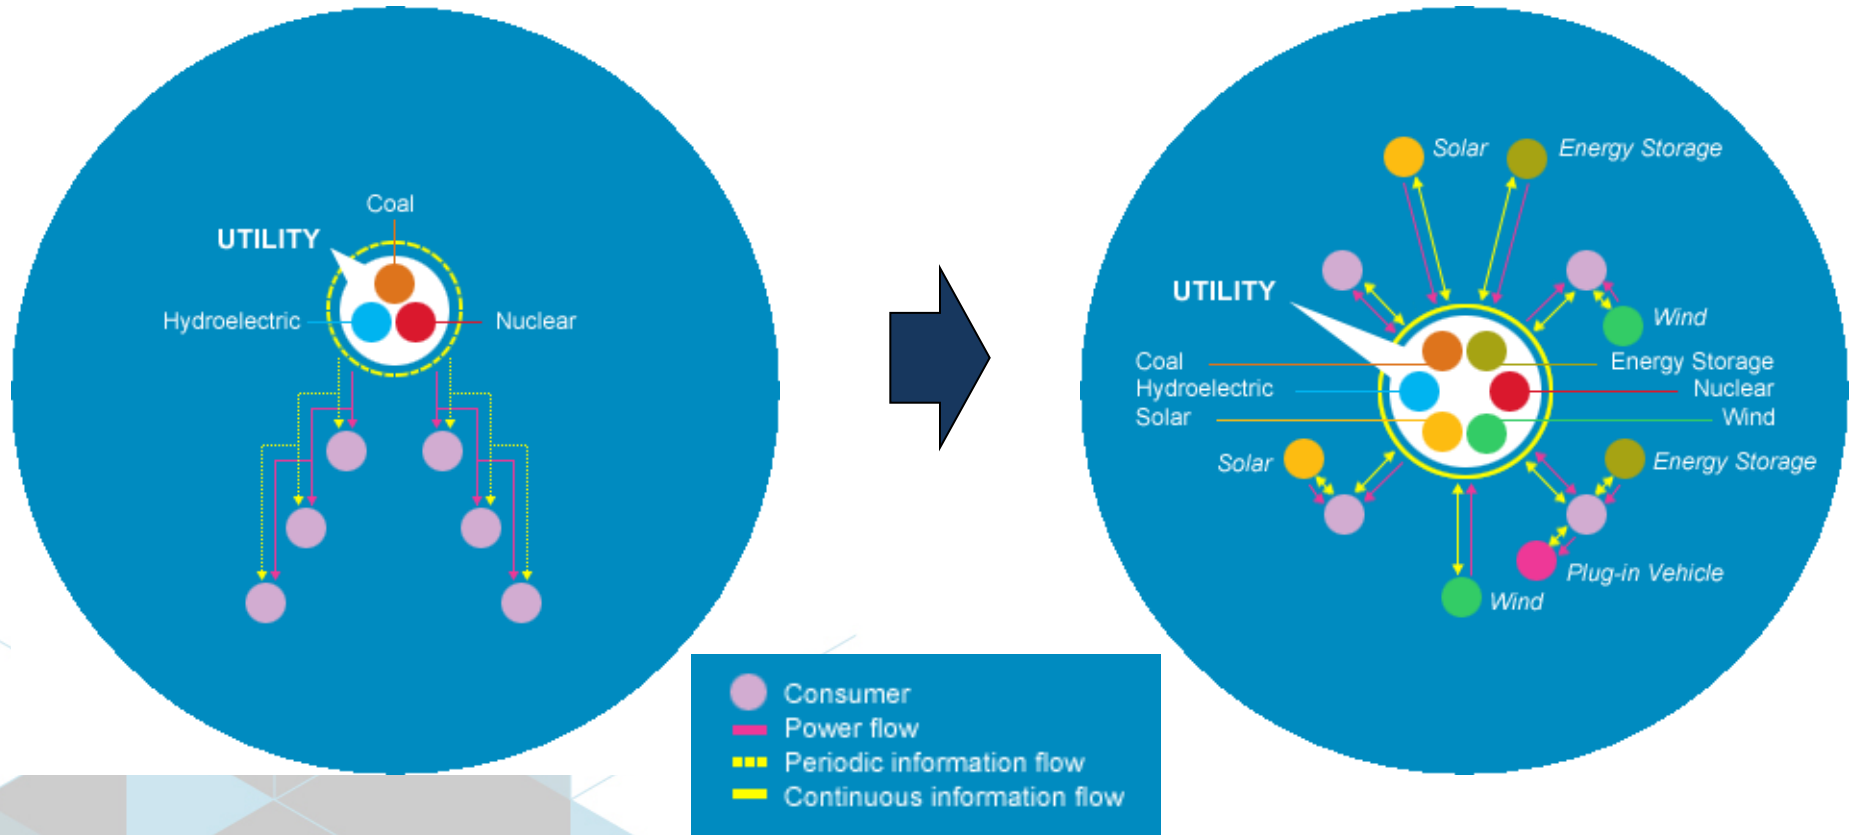 Coal
UTILITY
Hydroelectric
Nuclear
Solar
Energy Storage
UTILITY
Wind
Coal
Energy Storage
Hydroelectric
Nuclear
Solar
Wind
Solar
Energy Storage
Plug-in Vehicle
Wind
Consumer
Power flow
Periodic information flow
Continuous information flow